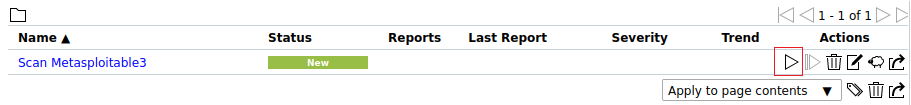 1 - 1 of 1
Name ▲ Status Reports Last Report Severity Trend Actions
Scan Metasploitable3 New
Apply to page contents ▼